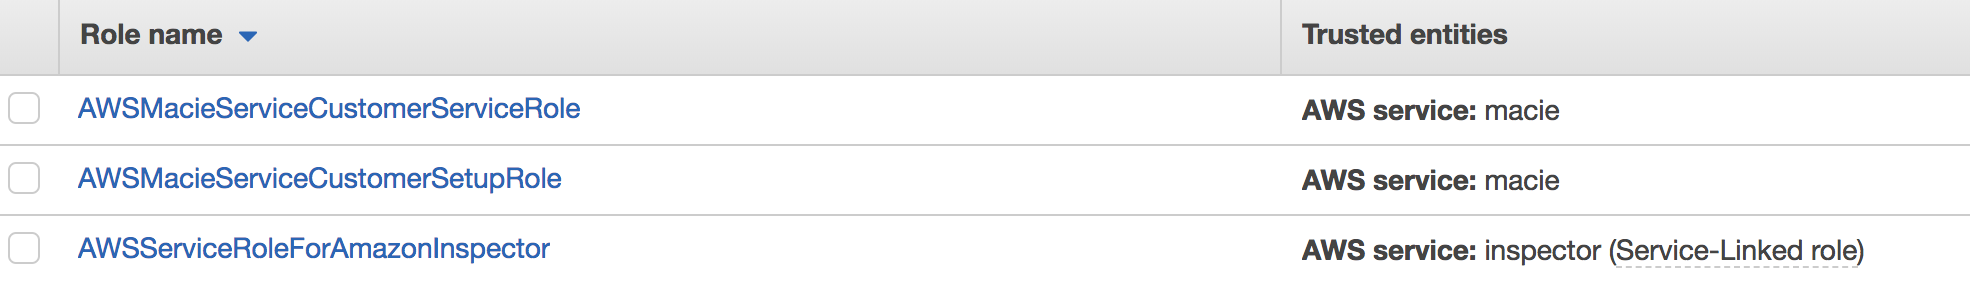 Role name Trusted entities
AWSMacieServiceCustomerServiceRole AWS service: macie
AWSMacieServiceCustomerSetupRole AWS service: macie
AWSServiceRoleForAmazonInspector AWS service: inspector (Service-Linked role)